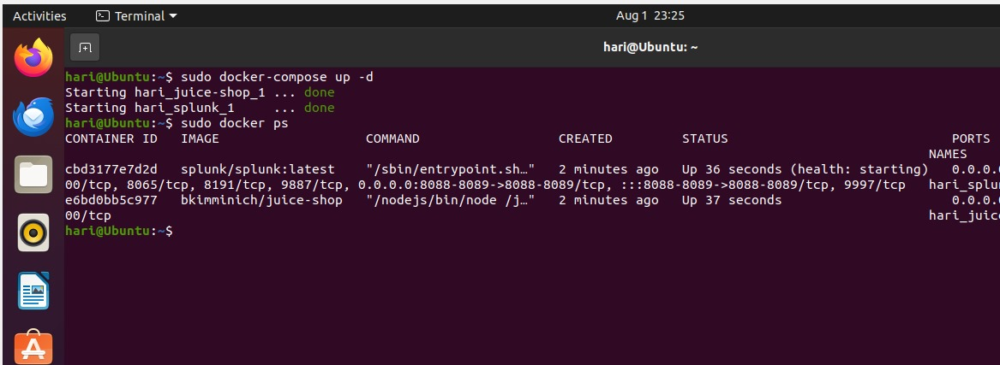 Activities
Terminal
Aug 1 23:25
hari@Ubuntu: ~
hari@Ubuntu:~$ sudo docker-compose up -d
Starting hari_juice-shop_1 ... done
Starting hari_splunk_1     ... done
hari@Ubuntu:~$ sudo docker ps
CONTAINER ID   IMAGE                   COMMAND                  CREATED         STATUS                             PORTS
NAMES
cbd3177e7d2d   splunk/splunk:latest    "/sbin/entrypoint.sh…"   2 minutes ago   Up 36 seconds (health: starting)   0.0.0.
00/tcp, 8065/tcp, 8191/tcp, 9887/tcp, 0.0.0.0:8088-8089->8088-8089/tcp, :::8088-8089->8088-8089/tcp, 9997/tcp   hari_splu
e6bd0bb5c977   bkimminich/juice-shop   "/nodejs/bin/node /j…"   2 minutes ago   Up 37 seconds                      0.0.0.
00/tcp   hari_juic
hari@Ubuntu:~$